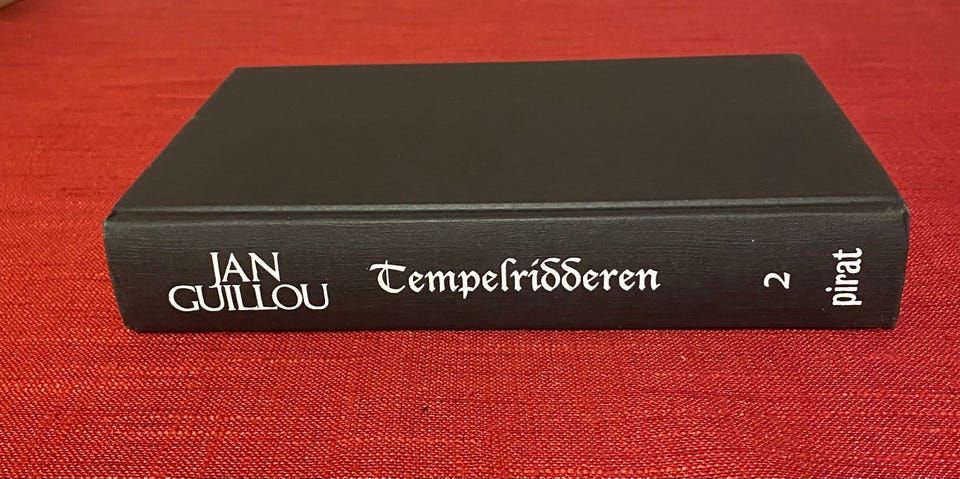 JAN
GUILLOU
Tempelridderen
2
pirat